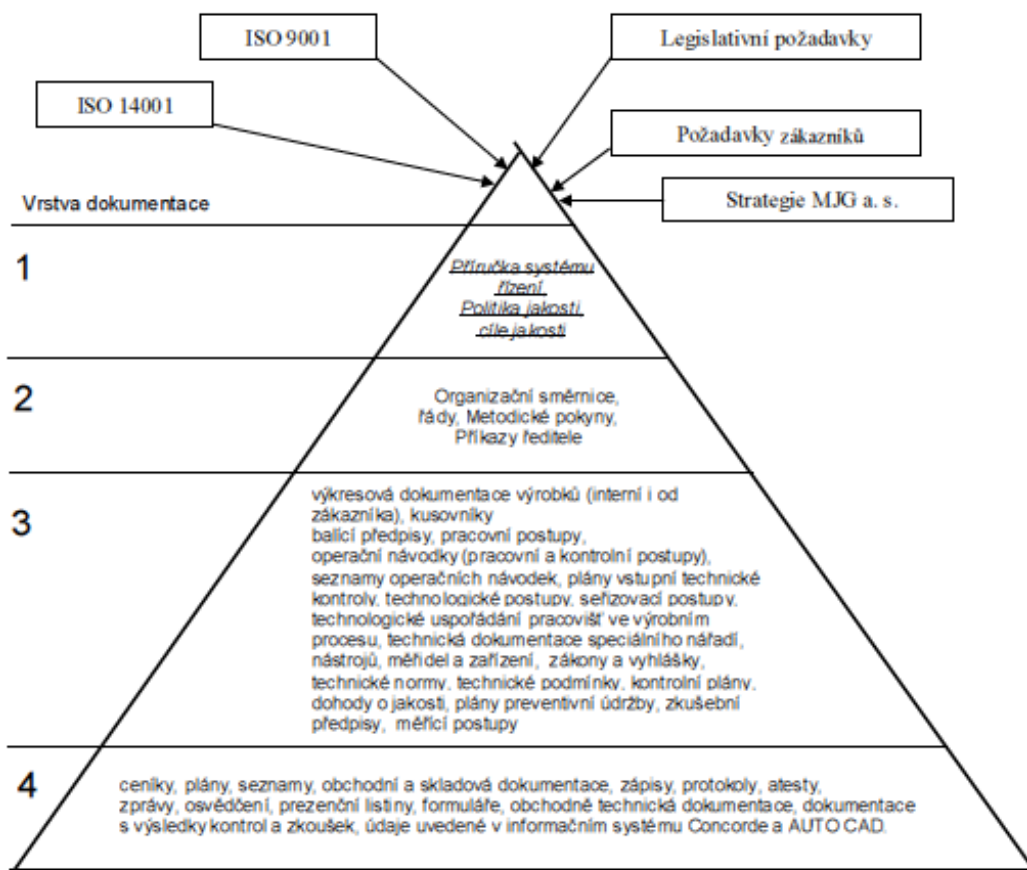 ISO 9001
Legislativní požadavky
ISO 14001
Požadavky zákazníků
Strategie MJG a. s.
Vrstva dokumentace
1
Příručka systému
řízení,
Politika jakosti,
cíle jakosti
2
Organizační směrnice,
řády, Metodické pokyny,
Příkazy ředitele
3
výkresová dokumentace výrobků (interní i od
zákazníka), kusovníky
balící předpisy, pracovní postupy,
operační návodky (pracovní a kontrolní postupy),
seznamy operačních návodek, plány vstupní technické
kontroly, technologické postupy, seřizovací postupy,
technologické uspořádání pracovišť ve výrobním
procesu, technická dokumentace speciálního nářadí,
nástrojů, měřidel a zařízení, zákony a vyhlášky,
technické normy, technické podmínky, kontrolní plány,
dohody o jakosti, plány preventivní údržby, zkušební
předpisy, měřící postupy
4
ceníky, plány, seznamy, obchodní a skladová dokumentace, zápisy, protokoly, atesty,
zprávy, osvědčení, prezenční listiny, formuláře, obchodně technická dokumentace, dokumentace
s výsledky kontrol a zkoušek, údaje uvedené v informačním systému Concorde a AUTO CAD.